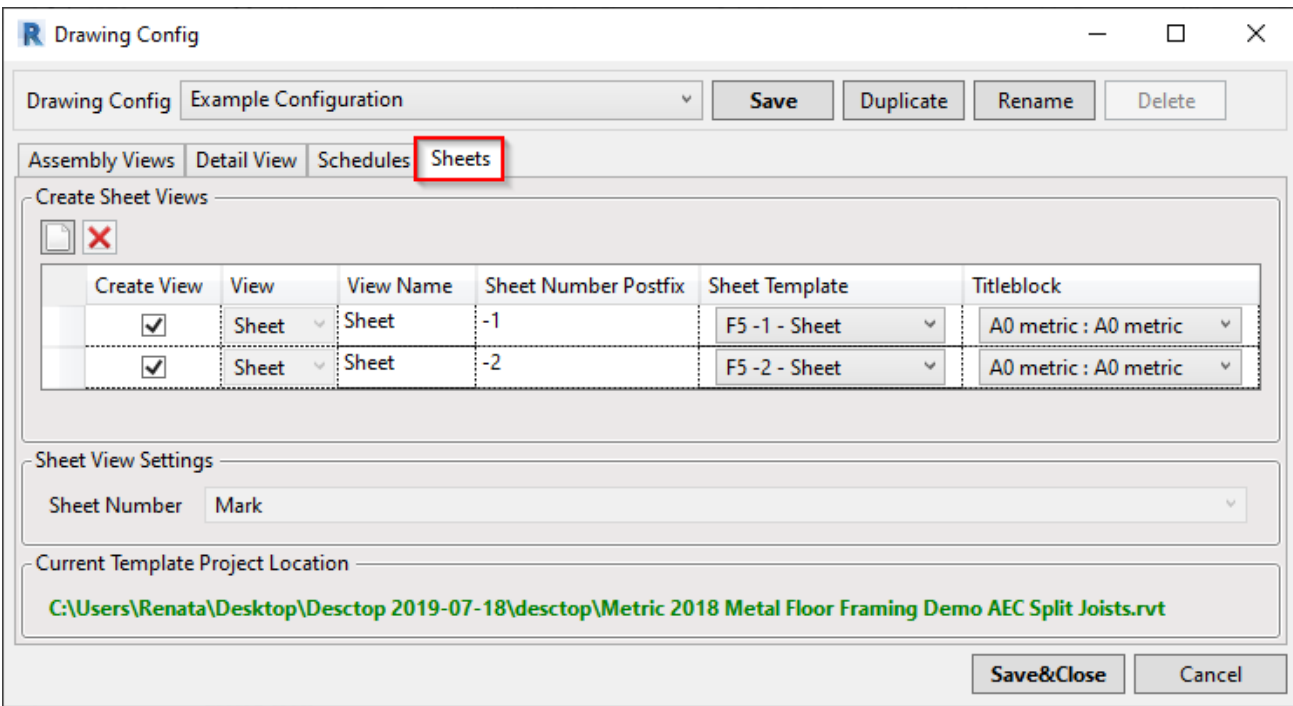 Drawing Config
Drawing Config Example Configuration Save Duplicate Rename Delete
Assembly Views Detail View Schedules Sheets
Create Sheet Views
Create View View View Name Sheet Number Postfix Sheet Template Titleblock
Sheet Sheet -1 F5 -1 - Sheet A0 metric : A0 metric
Sheet Sheet -2 F5 -2 - Sheet A0 metric : A0 metric
Sheet View Settings
Sheet Number Mark
Current Template Project Location
C:\Users\Renata\Desktop\Desctop 2019-07-18\desctop\Metric 2018 Metal Floor Framing Demo AEC Split Joists.rvt
Save&Close Cancel